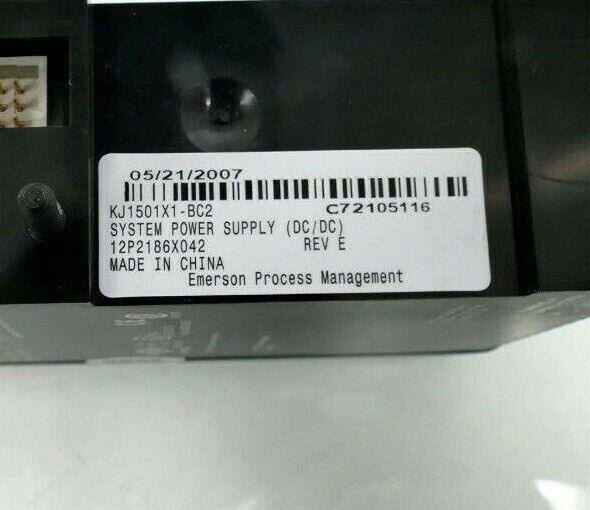 05/21/2007
KJ1501X1-BC2 C72105116
SYSTEM POWER SUPPLY (DC/DC)
12P2186X042 REV E
MADE IN CHINA
Emerson Process Management